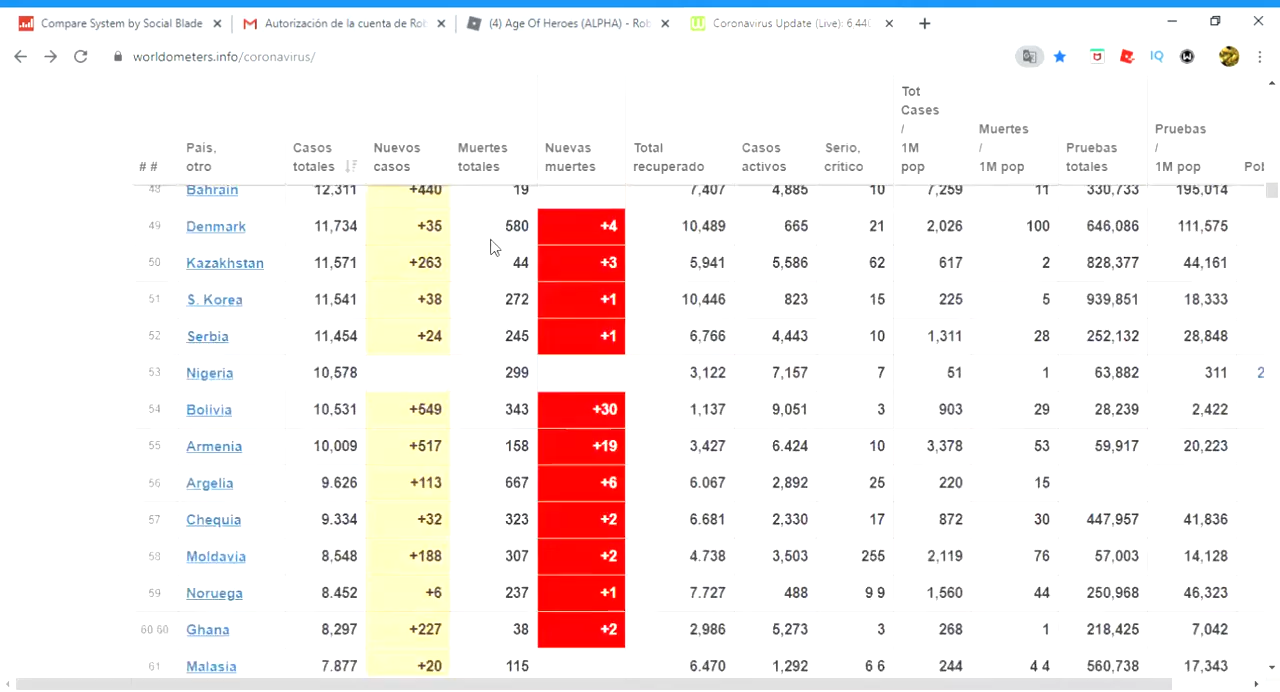 Compare System by Social Blade
Autorización de la cuenta de Rob
(4) Age Of Heroes (ALPHA) - Rob
Coronavirus Update (Live): 6,440
worldometers.info/coronavirus/
# # País, otro Casos totales Nuevos casos Muertes totales Nuevas muertes Total recuperado Casos activos Serio, crítico Tot Cases / 1M pop Muertes / 1M pop Pruebas totales Pruebas / 1M pop Pob
48 Bahrain 12,311 +440 19 7,407 4,885 10 7,259 11 330,733 195,014
49 Denmark 11,734 +35 580 +4 10,489 665 21 2,026 100 646,086 111,575
50 Kazakhstan 11,571 +263 44 +3 5,941 5,586 62 617 2 828,377 44,161
51 S. Korea 11,541 +38 272 +1 10,446 823 15 225 5 939,851 18,333
52 Serbia 11,454 +24 245 +1 6,766 4,443 10 1,311 28 252,132 28,848
53 Nigeria 10,578 299 3,122 7,157 7 51 1 63,882 311 2
54 Bolivia 10,531 +549 343 +30 1,137 9,051 3 903 29 28,239 2,422
55 Armenia 10,009 +517 158 +19 3,427 6.424 10 3,378 53 59,917 20,223
56 Argelia 9.626 +113 667 +6 6.067 2,892 25 220 15
57 Chequia 9.334 +32 323 +2 6.681 2,330 17 872 30 447,957 41,836
58 Moldavia 8,548 +188 307 +2 4.738 3,503 255 2,119 76 57,003 14,128
59 Noruega 8.452 +6 237 +1 7.727 488 9 9 1,560 44 250,968 46,323
60 60 Ghana 8,297 +227 38 +2 2,986 5,273 3 268 1 218,425 7,042
61 Malasia 7.877 +20 115 6.470 1,292 6 6 244 4 4 560,738 17,343